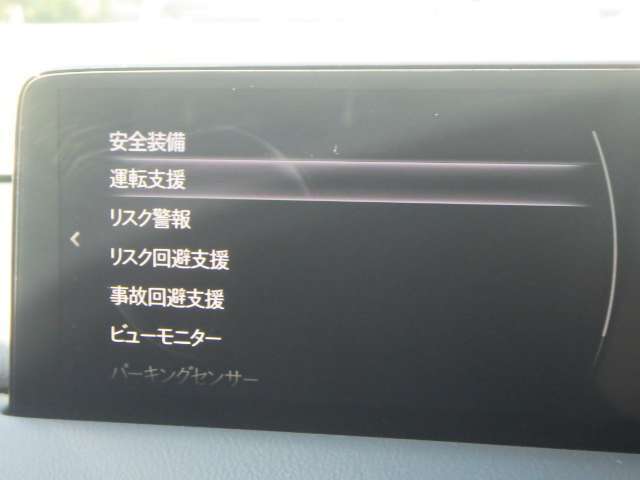 安全装備
運転支援
リスク警報
リスク回避支援
事故回避支援
ビューモニター
パーキングセンサー